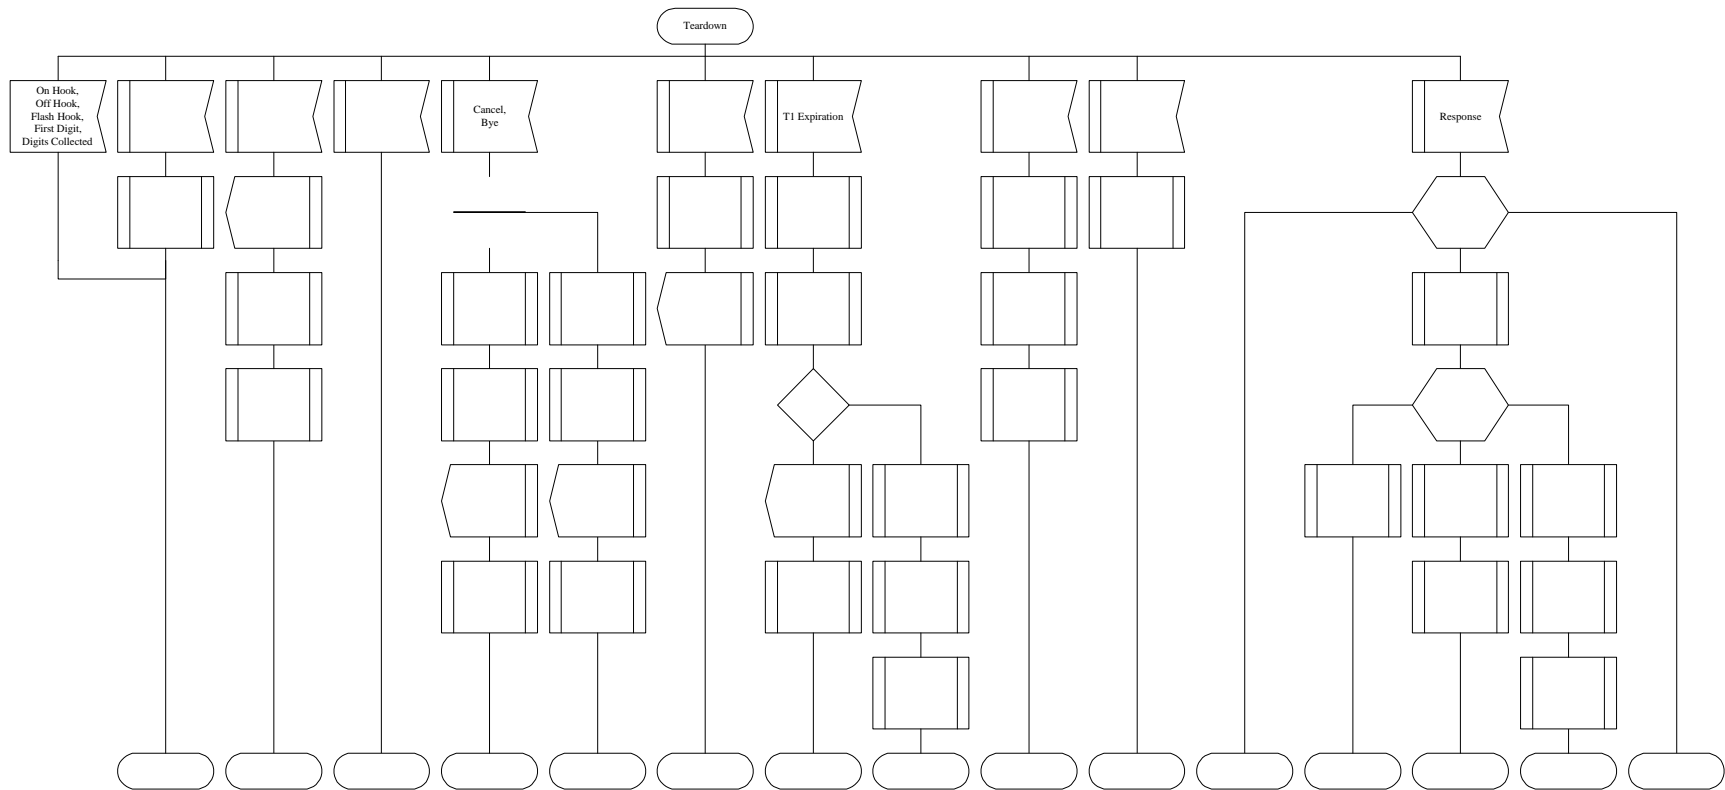 Teardown
On Hook,
Off Hook,
Flash Hook,
First Digit,
Digits Collected
Cancel,
Bye
T1 Expiration
Response